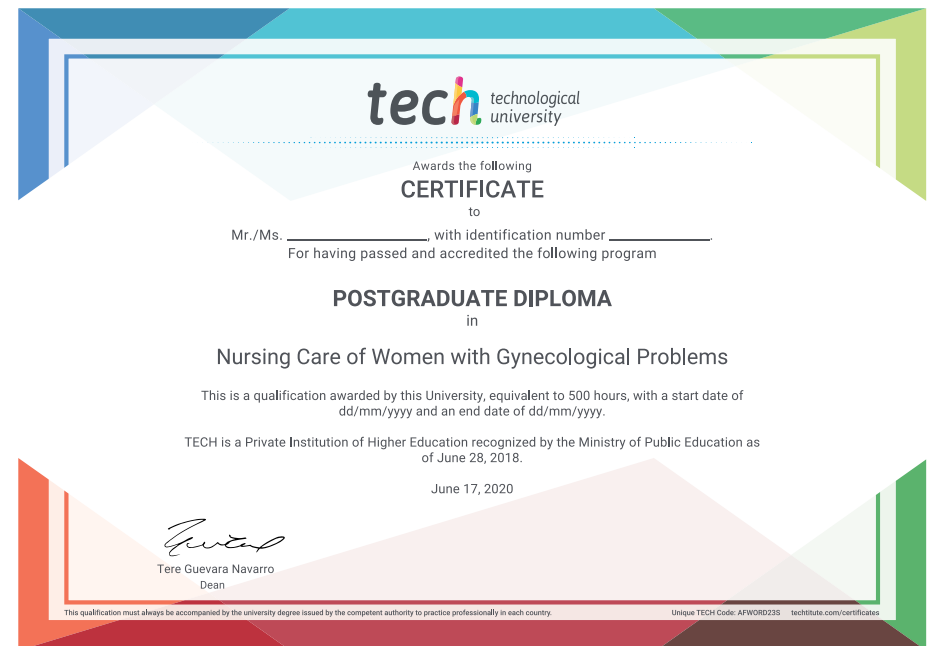 tech technological
university
Awards the following
CERTIFICATE
to
Mr./Ms. ____________, with identification number ____________.
For having passed and accredited the following program
POSTGRADUATE DIPLOMA
in
Nursing Care of Women with Gynecological Problems
This is a qualification awarded by this University, equivalent to 500 hours, with a start date of
dd/mm/yyyy and an end date of dd/mm/yyyy.
TECH is a Private Institution of Higher Education recognized by the Ministry of Public Education as
of June 28, 2018.
June 17, 2020
Tere Guevara Navarro
Dean
This qualification must always be accompanied by the university degree issued by the competent authority to practice professionally in each country. Unique TECH Code: AFWORD23S techtitute.com/certificates